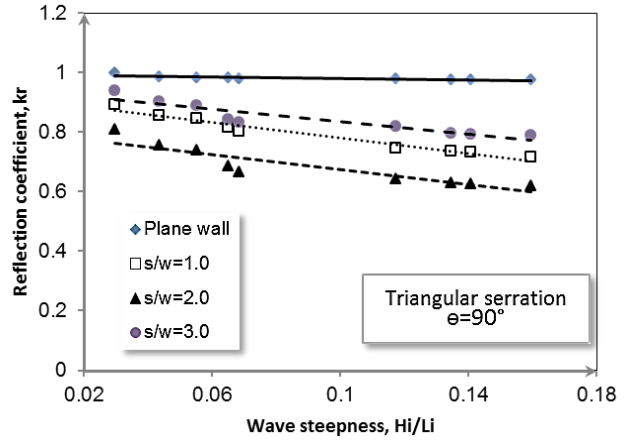 1.2
1
0.8
0.6
0.4
0.2
0
Reflection coefficient, kr
Plane wall
s/w=1.0
s/w=2.0
s/w=3.0
Triangular serration
ɵ=90°
0.02
0.06
0.1
0.14
0.18
Wave steepness, Hi/Li